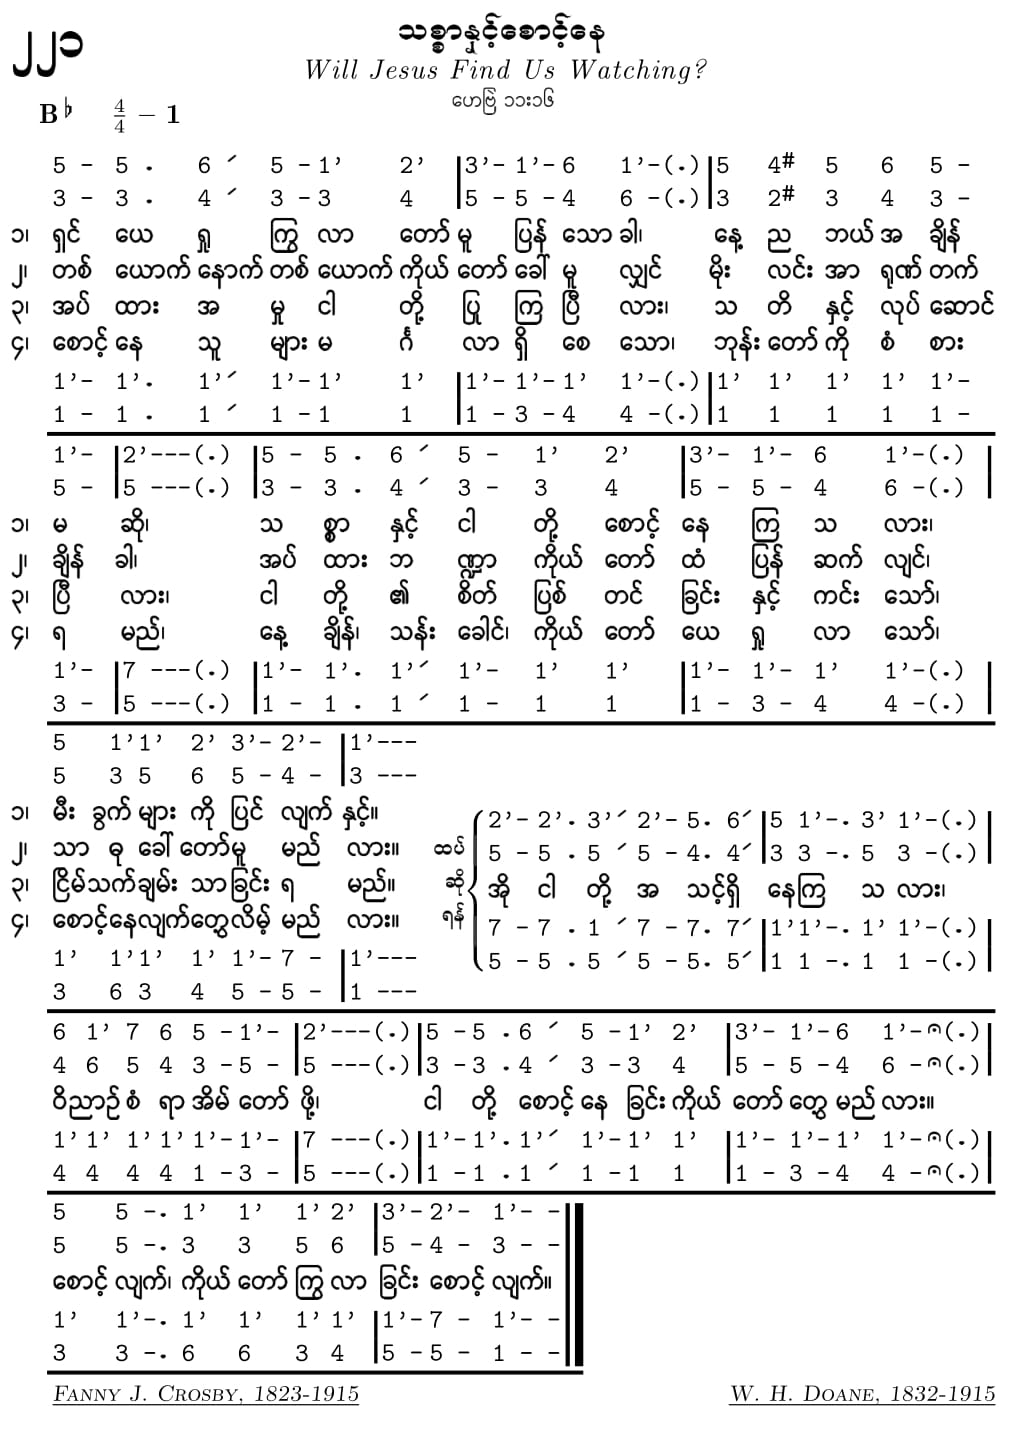 ၂၂၁
သစ္စာနှင့်စောင့်နေ
Will Jesus Find Us Watching?
ဟေဗြဲ ၁၁း၁၆
B♭ 4/4 – 1
5 – 5 . 6 ∕ 5 – 1’ 2’ |3’– 1’– 6 1’–(.)|5 4# 5 6 5 –
3 – 3 . 4 ∕ 3 – 3 4 |5 – 5 – 4 6 –(.)|3 2# 3 4 3 –
၁၊ ရှင် ယေ ရှု ကြွ လာ တော် မူ ပြန် သော ခါ၊ နေ့ ည ဘယ် အ ချိန်
၂၊ တစ် ယောက် နောက် တစ် ယောက် ကိုယ် တော် ခေါ် မူ လျှင် မိုး လင်း အာ ရုဏ် တက်
၃၊ အပ် ထား အ မှု ငါ တို့ ပြု ကြ ပြီ လား၊ သ တိ နှင့် လုပ် ဆောင်
၄၊ စောင့် နေ သူ များ မ င်္ဂ လာ ရှိ စေ သော၊ ဘုန်း တော် ကို စံ စား
1’– 1’. 1’∕ 1’– 1’ 1’ |1’– 1’– 1’ 1’–(.)|1’ 1’ 1’ 1’ 1’–
1 – 1 . 1 ∕ 1 – 1 1 |1 – 3 – 4 4 –(.)|1 1 1 1 1 –
1’– |2’–––(.) |5 – 5 . 6 ∕ 5 – 1’ 2’ |3’– 1’– 6 1’–(.) |
5 – |5 –––(.) |3 – 3 . 4 ∕ 3 – 3 4 |5 – 5 – 4 6 –(.) |
၁၊ မ ဆို၊ သ စ္စာ နှင့် ငါ တို့ စောင့် နေ ကြ သ လား၊
၂၊ ချိန် ခါ၊ အပ် ထား ဘ ဏ္ဍာ ကိုယ် တော် ထံ ပြန် ဆက် လျင်၊
၃၊ ပြီ လား၊ ငါ တို့ ၏ စိတ် ပြစ် တင် ခြင်း နှင့် ကင်း သော်၊
၄၊ ရ မည်၊ နေ့ ချိန်၊ သန်း ခေါင်၊ ကိုယ် တော် ယေ ရှု လာ သော်၊
1’– |7 –––(.) |1’– 1’. 1’∕ 1’– 1’ 1’ |1’– 1’– 1’ 1’–(.) |
3 – |5 –––(.) |1 – 1 . 1 ∕ 1 – 1 1 |1 – 3 – 4 4 –(.) |
5 1’1’ 2’ 3’– 2’– |1’–––
5 3 5 6 5 – 4 – |3 –––
၁၊ မီး ခွက် များ ကို ပြင် လျက် နှင့်။
၂၊ သာ ဓု ခေါ် တော်မူ မည် လား။
၃၊ ငြိမ်သက်ချမ်း သာခြင်း ရ မည်။
၄၊ စောင့်နေလျက်တွေ့လိမ့် မည် လား။
1’ 1’1’ 1’ 1’– 7 – |1’–––
3 6 3 4 5 – 5 – |1 –––
ထပ်
ဆို
ရန်
2’– 2’. 3’∕ 2’– 5. 6∕ |5 1’–. 3’ 1’–(.) |
5 – 5 . 5 ∕ 5 – 4. 4∕ |3 3 –. 5 3 –(.) |
အို ငါ တို့ အ သင့်ရှိ နေကြ သ လား၊
7 – 7 . 1 ∕ 7 – 7. 7∕ |1’1’–. 1’ 1’–(.) |
5 – 5 . 5 ∕ 5 – 5. 5∕ |1 1 –. 1 1 –(.) |
6 1’ 7 6 5 – 1’– |2’–––(.)|5 – 5 . 6 ∕ 5 – 1’ 2’ |3’– 1’– 6 1’–𝄐(.)|
4 6 5 4 3 – 5 – |5 –––(.)|3 – 3 . 4 ∕ 3 – 3 4 |5 – 5 – 4 6 –𝄐(.)|
ဝိညာဉ် စံ ရာ အိမ် တော် ဖို့၊ ငါ တို့ စောင့် နေ ခြင်း ကိုယ် တော် တွေ့ မည် လား။
1’ 1’ 1’ 1’ 1’– 1’– |7 –––(.)|1’– 1’. 1’∕ 1’– 1’ 1’ |1’– 1’– 1’ 1’–𝄐(.)|
4 4 4 4 1 – 3 – |5 –––(.)|1 – 1 . 1 ∕ 1 – 1 1 |1 – 3 – 4 4 –𝄐(.)|
5 5 –. 1’ 1’ 1’ 2’ |3’– 2’– 1’– –
5 5 –. 3 3 5 6 |5 – 4 – 3 – –
စောင့် လျက်၊ ကိုယ် တော် ကြွ လာ ခြင်း စောင့် လျက်။
1’ 1’–. 1’ 1’ 1’ 1’ |1’– 7 – 1’– –
3 3 –. 6 6 3 4 |5 – 5 – 1 – –
FANNY J. CROSBY, 1823-1915 W. H. DOANE, 1832-1915